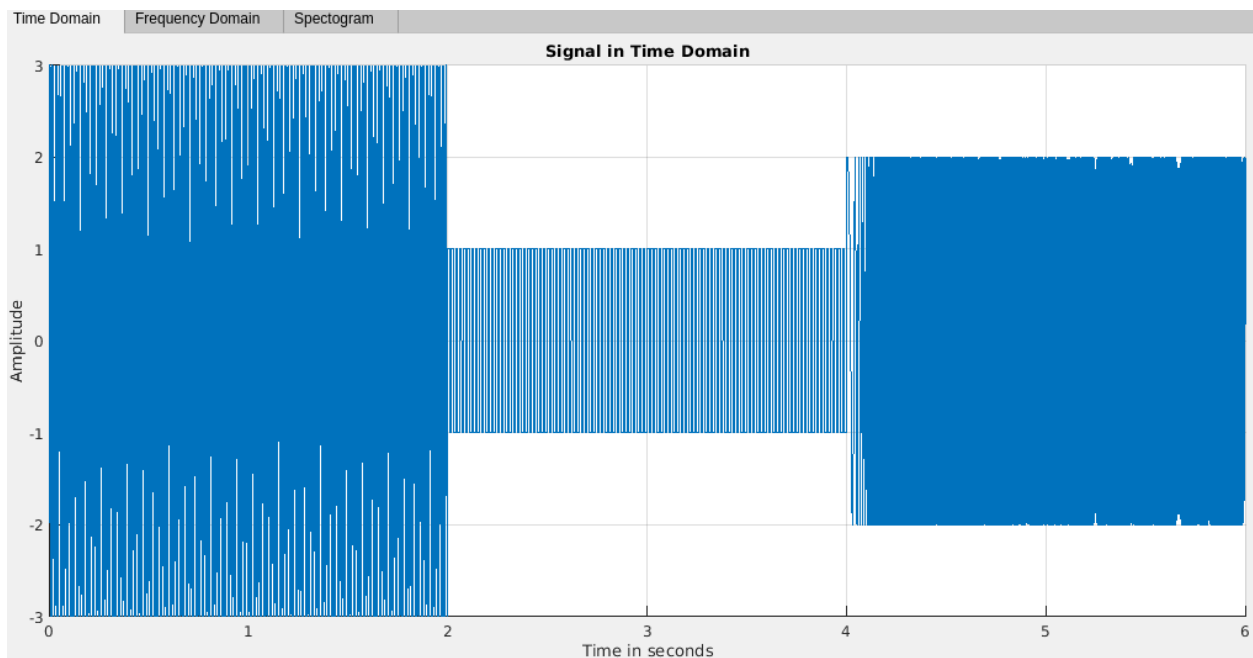 Time Domain Frequency Domain Spectogram
Signal in Time Domain
3
2
1
0
-1
-2
-3
Amplitude
0 1 2 3 4 5 6
Time in seconds